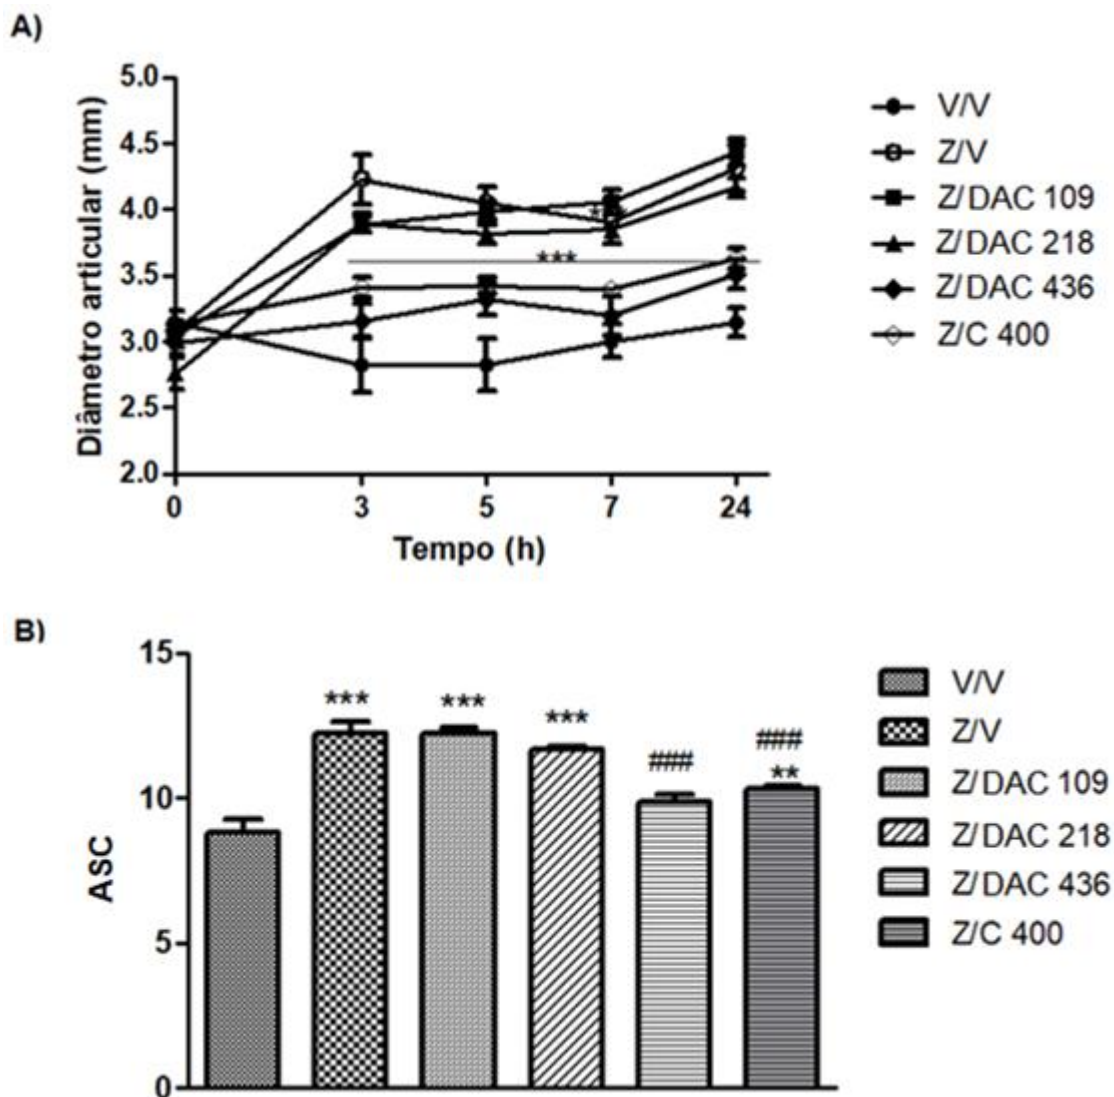 A)
Diâmetro articular (mm)
5.0
4.5
4.0
3.5
3.0
2.5
2.0
***
0 3 5 7 24
Tempo (h)
V/V
Z/V
Z/DAC 109
Z/DAC 218
Z/DAC 436
Z/C 400
B)
ASC
15
10
5
0
***
***
***
###
###
**
V/V
Z/V
Z/DAC 109
Z/DAC 218
Z/DAC 436
Z/C 400